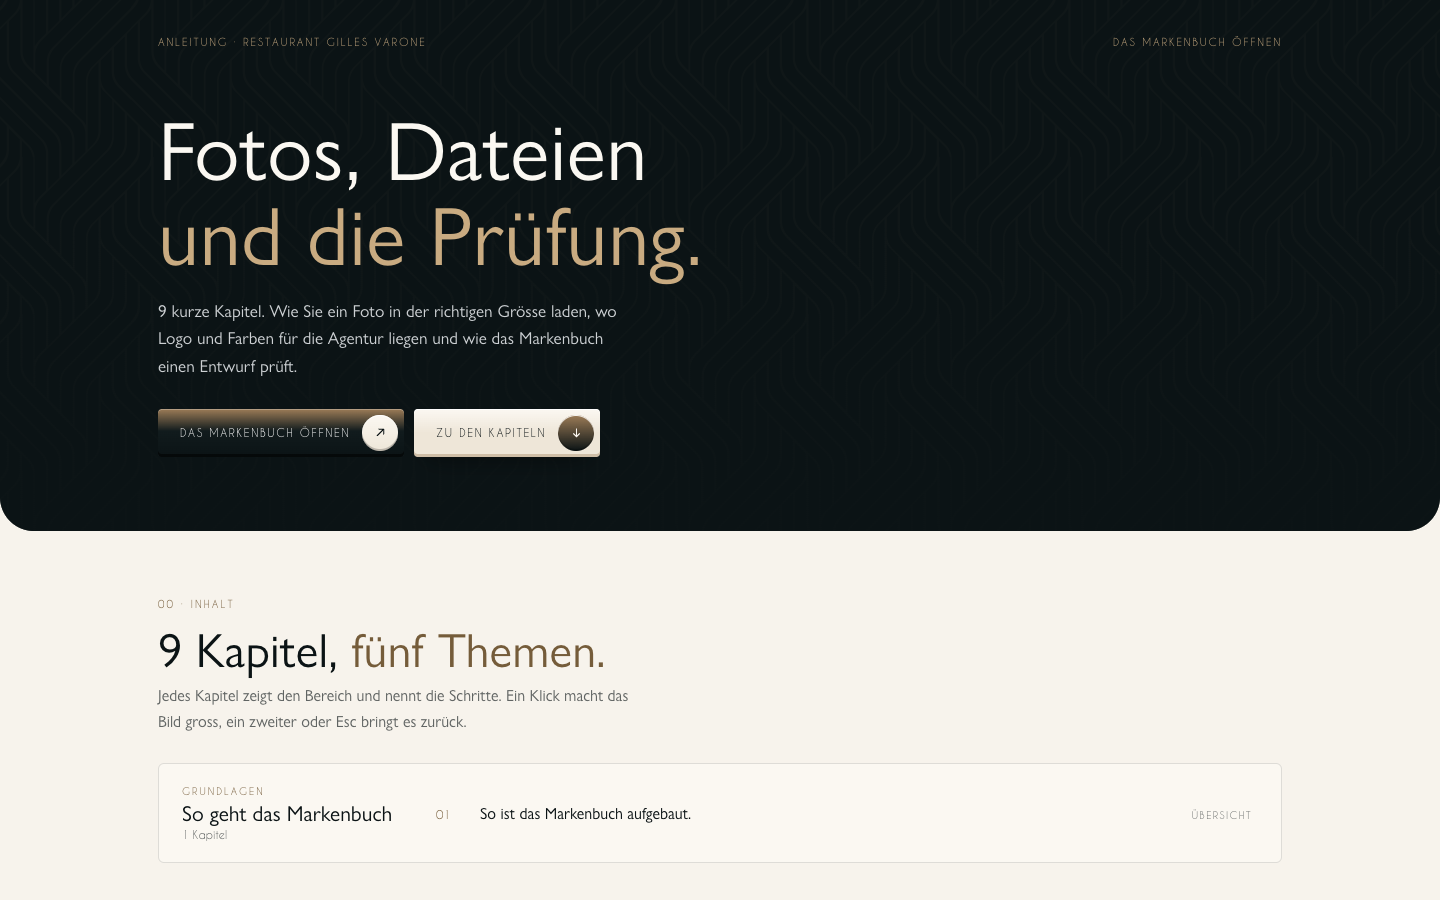 ANLEITUNG · RESTAURANT GILLES VARONE
DAS MARKENBUCH ÖFFNEN
Fotos, Dateien
und die Prüfung.
9 kurze Kapitel. Wie Sie ein Foto in der richtigen Grösse laden, wo
Logo und Farben für die Agentur liegen und wie das Markenbuch
einen Entwurf prüft.
DAS MARKENBUCH ÖFFNEN
ZU DEN KAPITELN
00 · INHALT
9 Kapitel, fünf Themen.
Jedes Kapitel zeigt den Bereich und nennt die Schritte. Ein Klick macht das
Bild gross, ein zweiter oder Esc bringt es zurück.
GRUNDLAGEN
So geht das Markenbuch
1 Kapitel
01
So ist das Markenbuch aufgebaut.
ÜBERSICHT